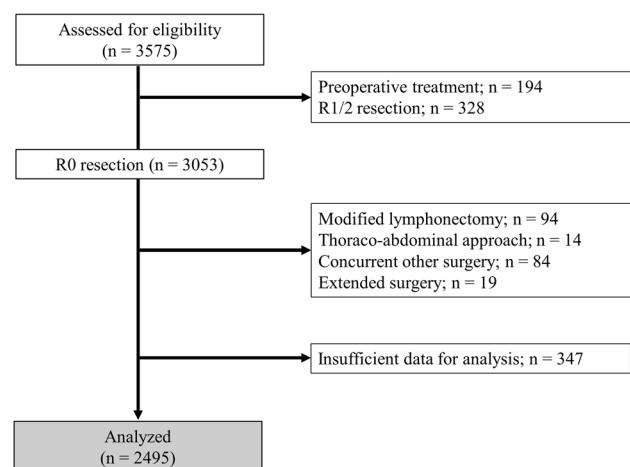 Assessed for eligibility
(n = 3575)
Preoperative treatment; n = 194
R1/2 resection; n = 328
R0 resection (n = 3053)
Modified lymphonectomy; n = 94
Thoraco-abdominal approach; n = 14
Concurrent other surgery; n = 84
Extended surgery; n = 19
Insufficient data for analysis; n = 347
Analyzed
(n = 2495)